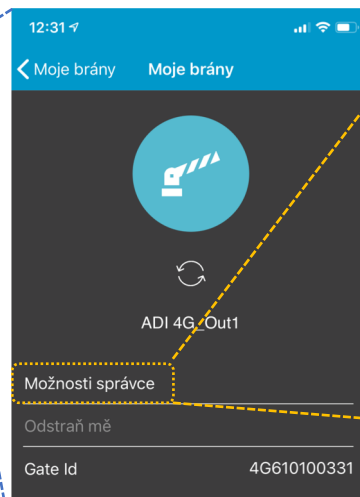 12:31
Moje brány Moje brány
ADI 4G_Out1
Možnosti správce
Odstraň mě
Gate Id 4G610100331